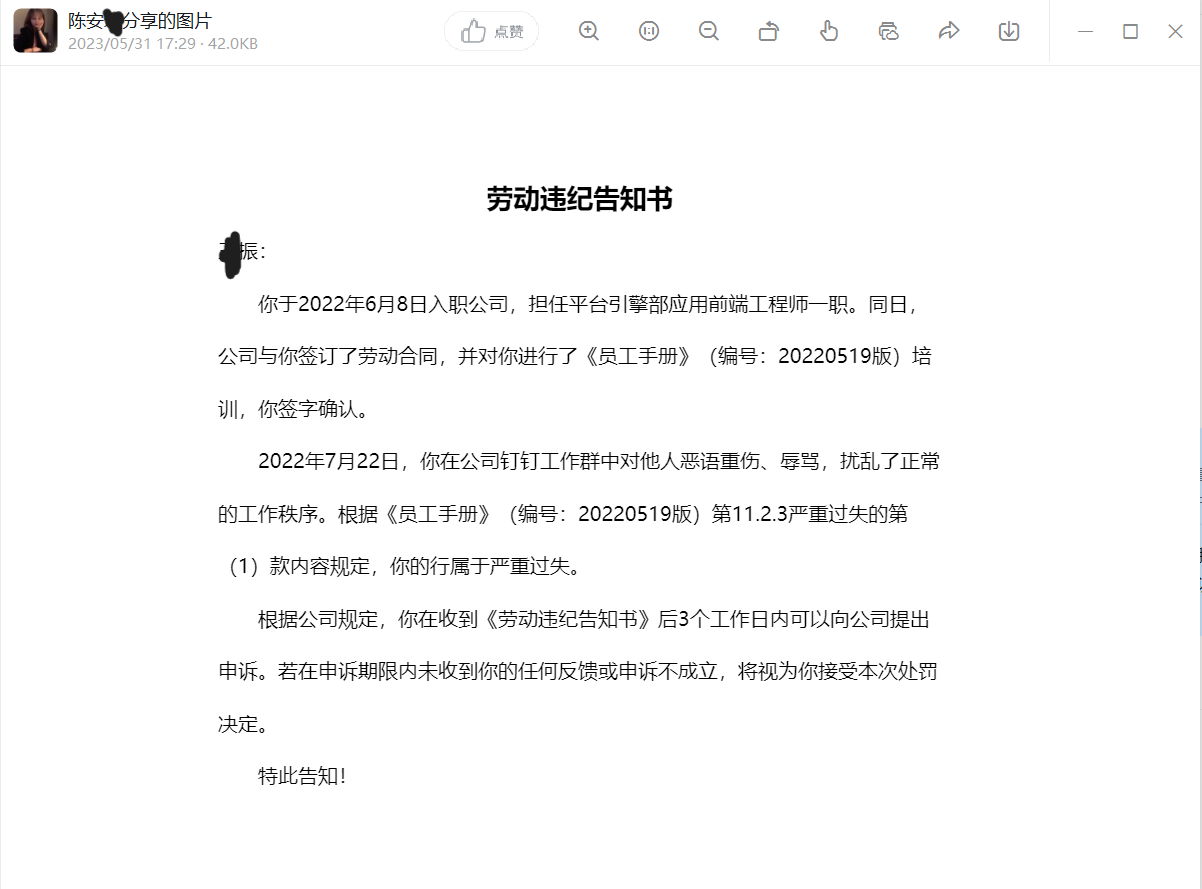 陈安 分享的图片
2023/05/31 17:29 · 42.0KB
点赞
1:1
劳动违纪告知书
振：
你于2022年6月8日入职公司，担任平台引擎部应用前端工程师一职。同日，
公司与你签订了劳动合同，并对你进行了《员工手册》（编号：20220519版）培
训，你签字确认。
2022年7月22日，你在公司钉钉工作群中对他人恶语重伤、辱骂，扰乱了正常
的工作秩序。根据《员工手册》（编号：20220519版）第11.2.3严重过失的第
（1）款内容规定，你的行属于严重过失。
根据公司规定，你在收到《劳动违纪告知书》后3个工作日内可以向公司提出
申诉。若在申诉期限内未收到你的任何反馈或申诉不成立，将视为你接受本次处罚
决定。
特此告知！